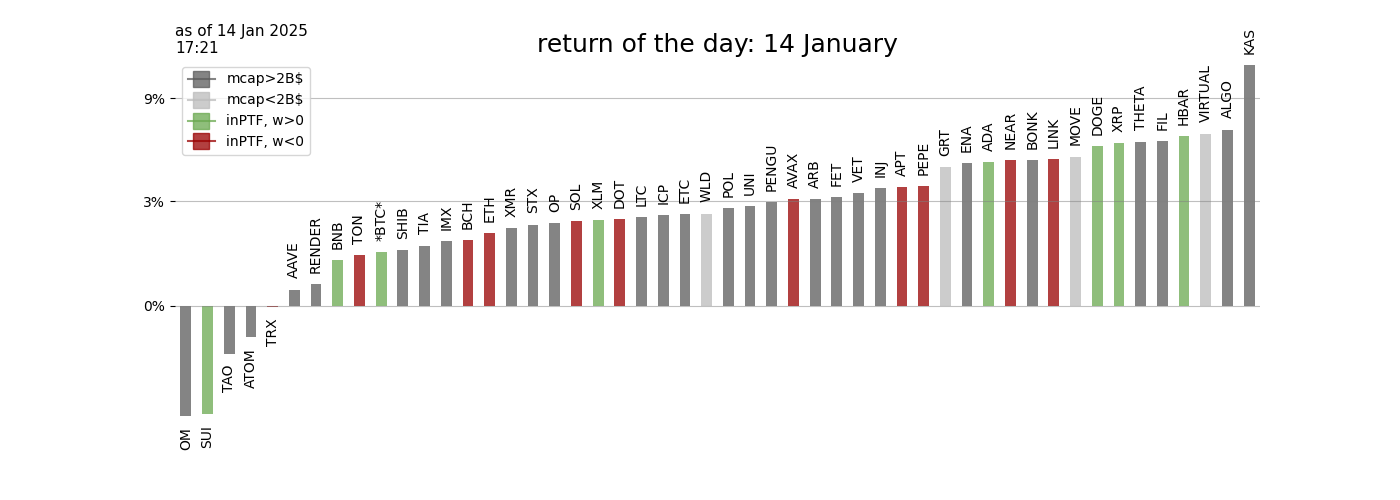 as of 14 Jan 2025
17:21
return of the day: 14 January
mcap>2B$
mcap<2B$
inPTF, w>0
inPTF, w<0
9%
3%
0%
OM
SUI
TAO
ATOM
TRX
AAVE
RENDER
BNB
TON
*BTC*
SHIB
TIA
IMX
BCH
ETH
XMR
STX
OP
SOL
XLM
DOT
LTC
ICP
ETC
WLD
POL
UNI
PENGU
AVAX
ARB
FET
VET
INJ
APT
PEPE
GRT
ENA
ADA
NEAR
BONK
LINK
MOVE
DOGE
XRP
THETA
FIL
HBAR
VIRTUAL
ALGO
KAS